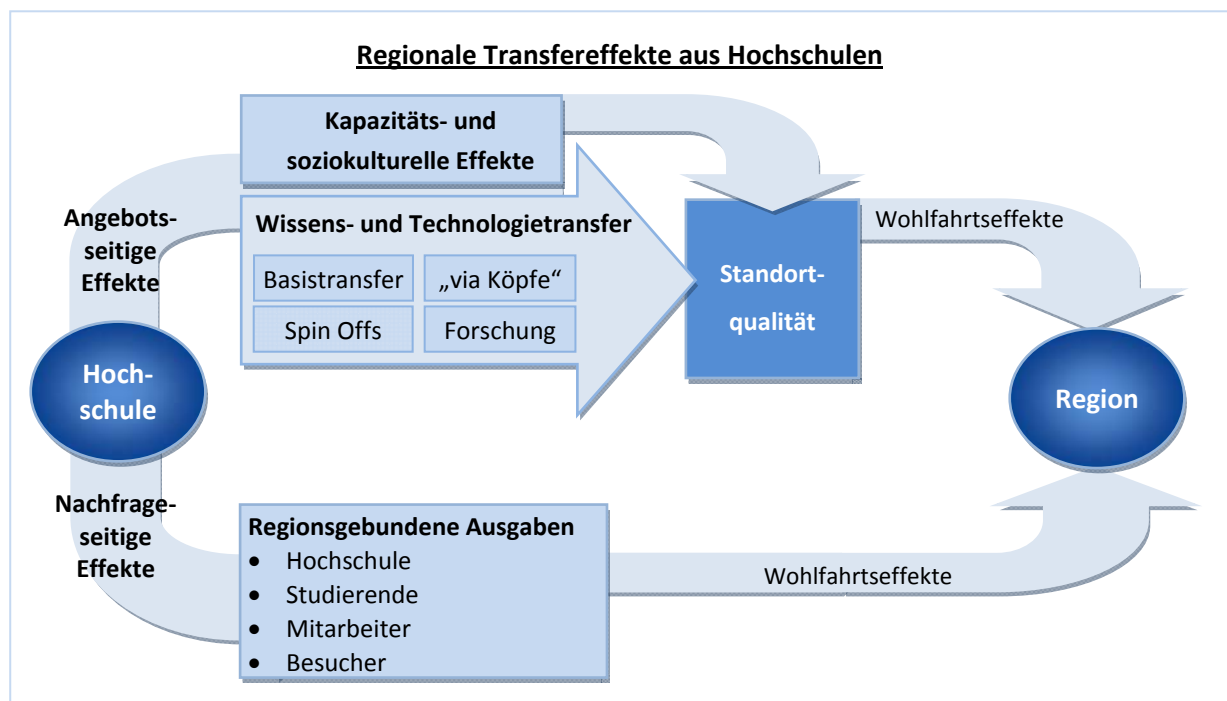 Regionale Transfereffekte aus Hochschulen
Kapazitäts- und
soziokulturelle Effekte
Angebots-
seitige
Effekte
Wissens- und Technologietransfer
Basistransfer
„via Köpfe“
Spin Offs
Forschung
Standort-
qualität
Wohlfahrtseffekte
Hoch-
schule
Region
Nachfrage-
seitige
Effekte
Regionsgebundene Ausgaben
• Hochschule
• Studierende
• Mitarbeiter
• Besucher
Wohlfahrtseffekte